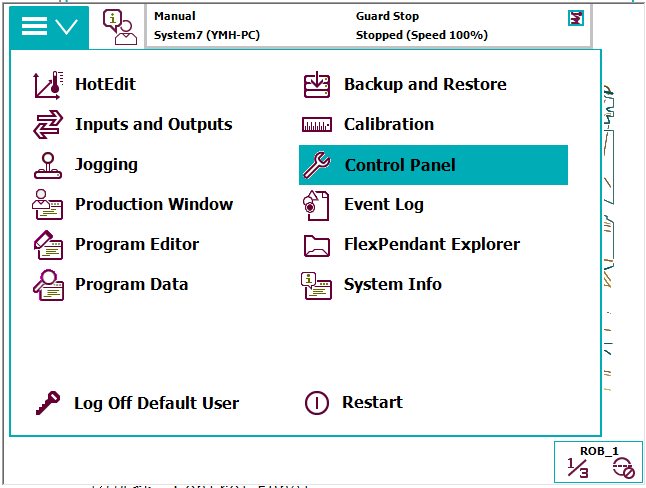 Manual
System7 (YMH-PC)
Guard Stop
Stopped (Speed 100%)
HotEdit
Backup and Restore
Inputs and Outputs
Calibration
Jogging
Control Panel
Production Window
Event Log
Program Editor
FlexPendant Explorer
Program Data
System Info
Log Off Default User
Restart
ROB_1
1/3